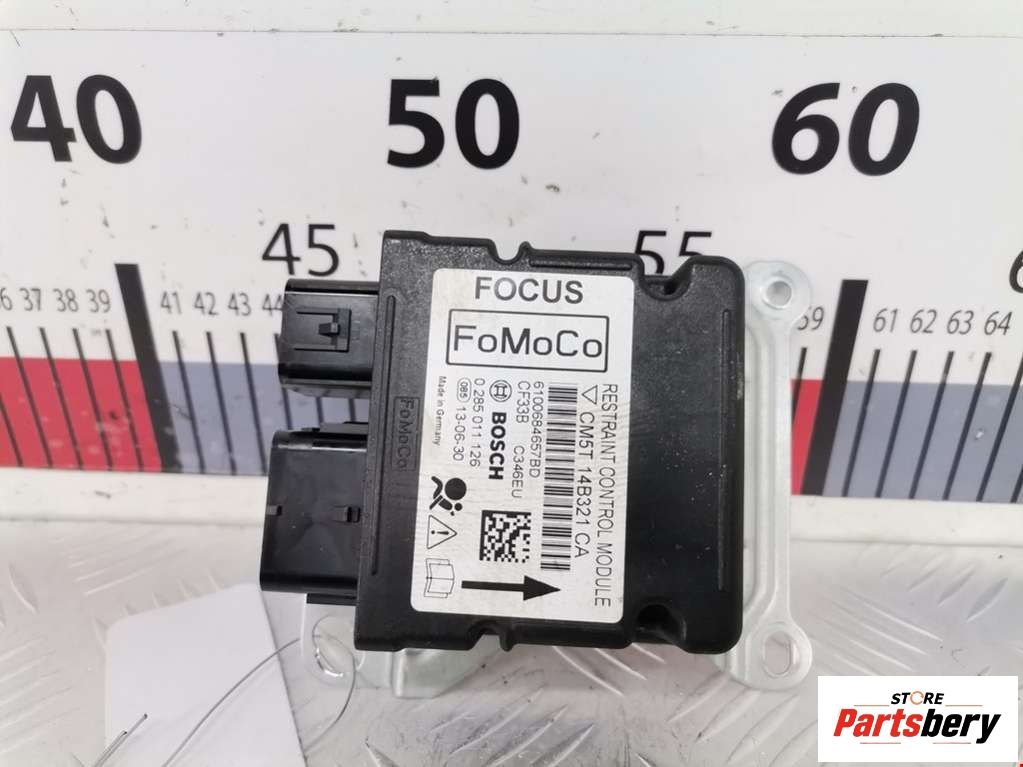 40 50 60
45 55
36 37 38 39 41 42 43 44 59 61 62 63 64
FOCUS
FoMoCo
RESTRAINT CONTROL MODULE
CM5T 14B321 CA
6100684657BD
CF33B C346EU
BOSCH
0 285 011 126
085 13-06-30
Made in Germany
FoMoCo
STORE
Partsbery